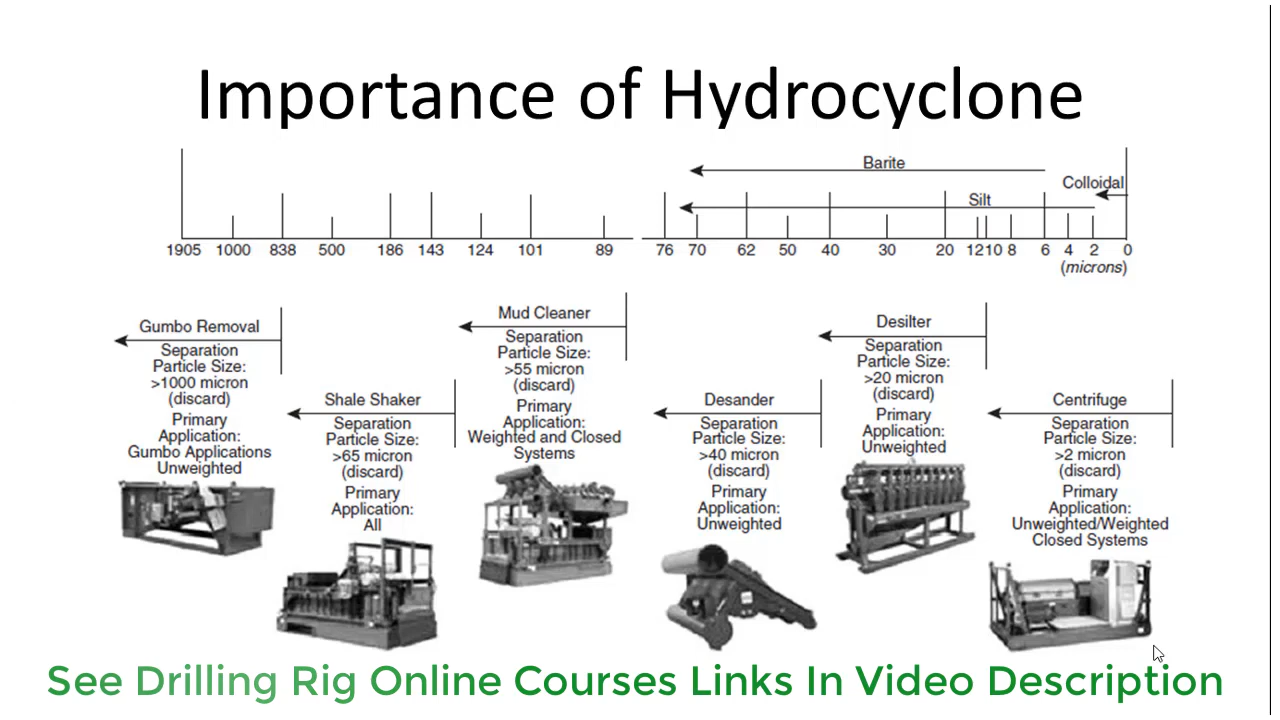 Importance of Hydrocyclone
Barite
Colloidal
Silt
1905 1000 838 500 186 143 124 101 89 76 70 62 50 40 30 20 12 10 8 6 4 2 0
(microns)
Gumbo Removal
Separation
Particle Size:
>1000 micron
(discard)
Primary
Application:
Gumbo Applications
Unweighted
Shale Shaker
Separation
Particle Size:
>65 micron
(discard)
Primary
Application:
All
Mud Cleaner
Separation
Particle Size:
>55 micron
(discard)
Primary
Application:
Weighted and Closed
Systems
Desander
Separation
Particle Size:
>40 micron
(discard)
Primary
Application:
Unweighted
Desilter
Separation
Particle Size:
>20 micron
(discard)
Primary
Application:
Unweighted
Centrifuge
Separation
Particle Size:
>2 micron
(discard)
Primary
Application:
Unweighted/Weighted
Closed Systems
See Drilling Rig Online Courses Links In Video Description